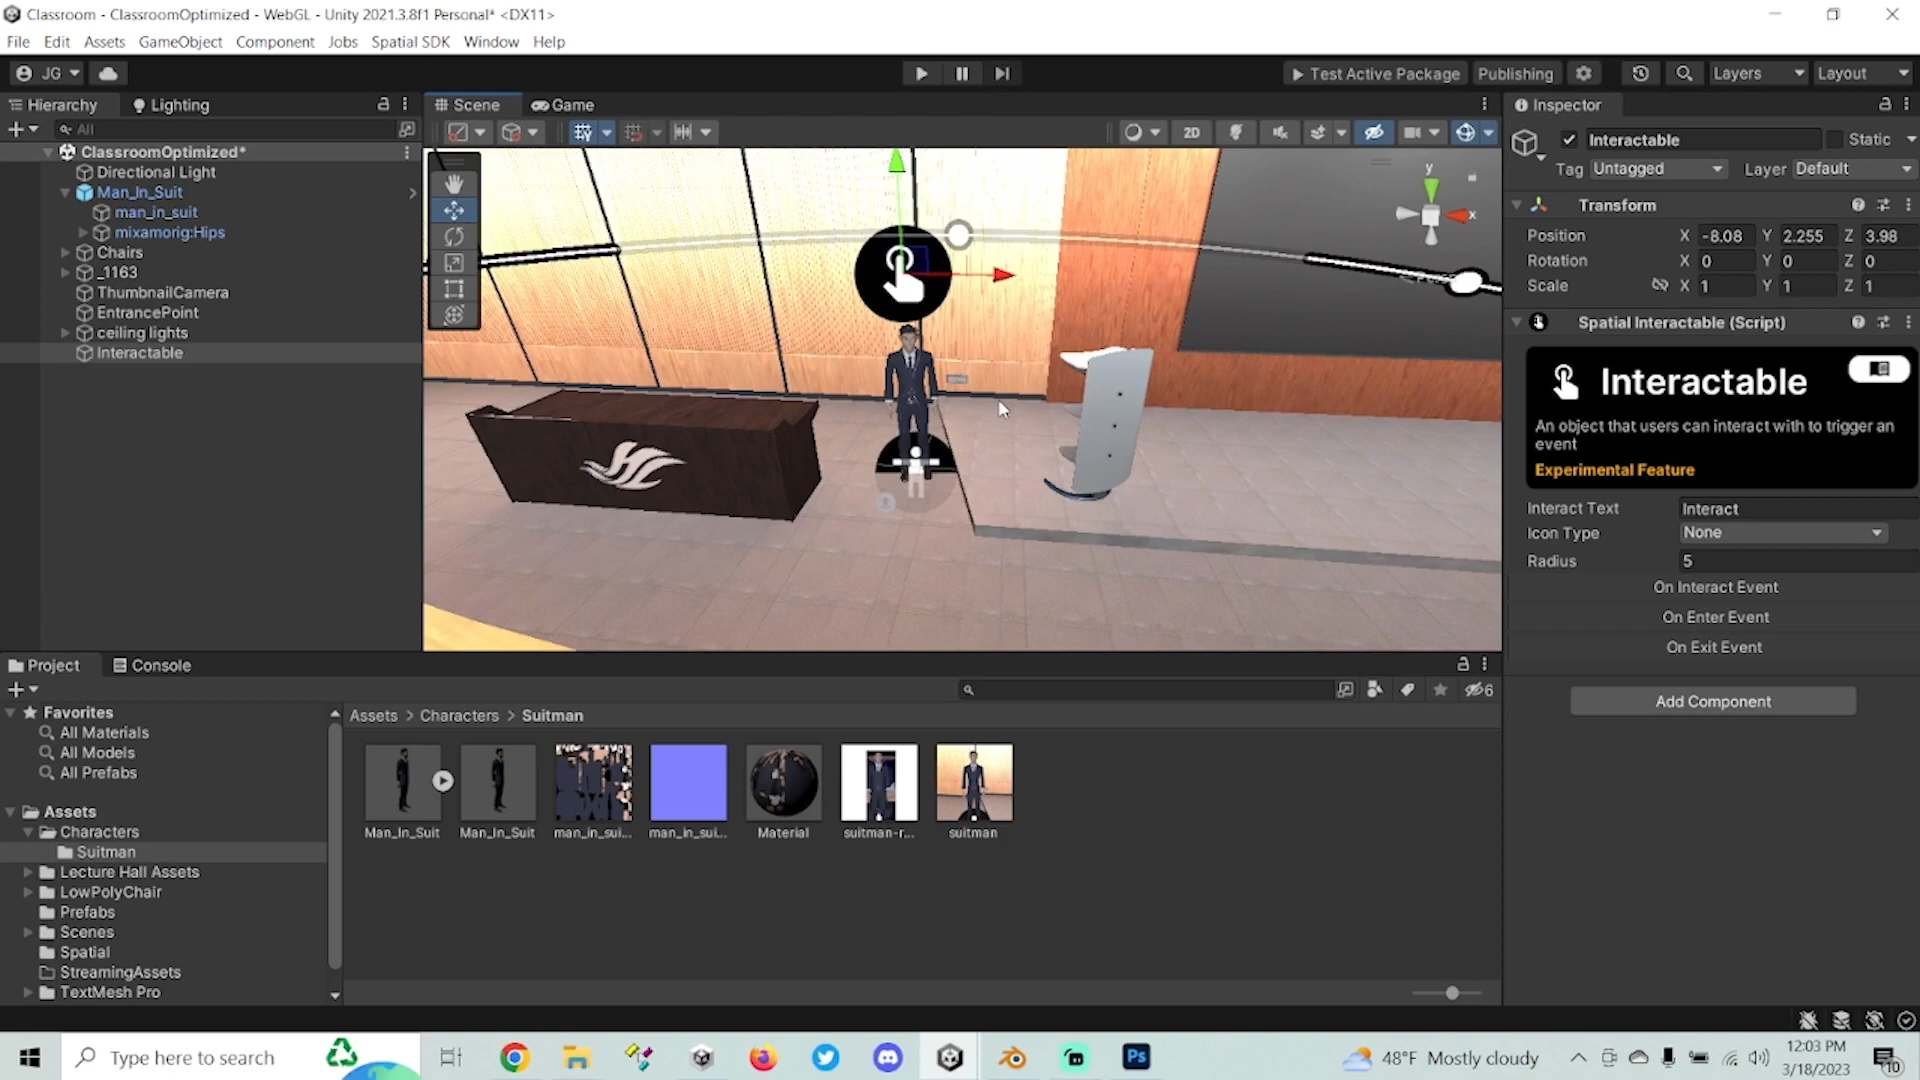 Classroom - ClassroomOptimized - WebGL - Unity 2021.3.8f1 Personal* <DX11>
File Edit Assets GameObject Component Jobs Spatial SDK Window Help
JG
Test Active Package Publishing Layers Layout
Hierarchy Lighting Scene Game Inspector
All
2D
ClassroomOptimized*
Directional Light
Man_In_Suit
man_in_suit
mixamorig:Hips
Chairs
_1163
ThumbnailCamera
EntrancePoint
ceiling lights
Interactable
y
x
Interactable Static
Tag Untagged Layer Default
Transform
Position X -8.08 Y 2.255 Z 3.98
Rotation X 0 Y 0 Z 0
Scale X 1 Y 1 Z 1
Spatial Interactable (Script)
Interactable
An object that users can interact with to trigger an
event
Experimental Feature
Interact Text Interact
Icon Type None
Radius 5
On Interact Event
On Enter Event
On Exit Event
Add Component
Project Console
6
Favorites
All Materials
All Models
All Prefabs
Assets
Characters
Suitman
Lecture Hall Assets
LowPolyChair
Prefabs
Scenes
Spatial
StreamingAssets
TextMesh Pro
Assets > Characters > Suitman
Man_In_Suit Man_In_Suit man_in_sui... man_in_sui... Material suitman-r... suitman
Type here to search
Ps
48°F Mostly cloudy
12:03 PM
3/18/2023
10